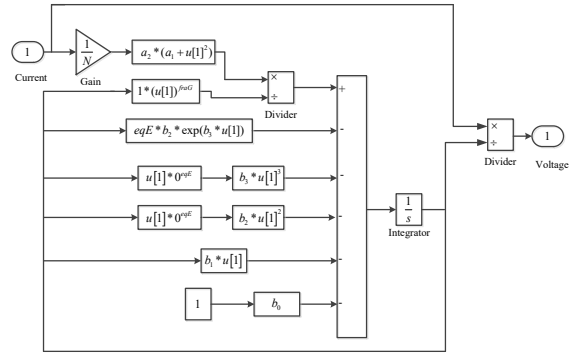 1
Current
1/N
Gain
a₂*(a₁+u[1]²)
1*(u[1])^fraG
×
÷
Divider
eqE*b₂*exp(b₃*u[1])
u[1]*0^eqE
b₃*u[1]³
u[1]*0^eqE
b₂*u[1]²
b₁*u[1]
1
b₀
+
-
-
-
-
-
1/s
Integrator
×
÷
Divider
1
Voltage